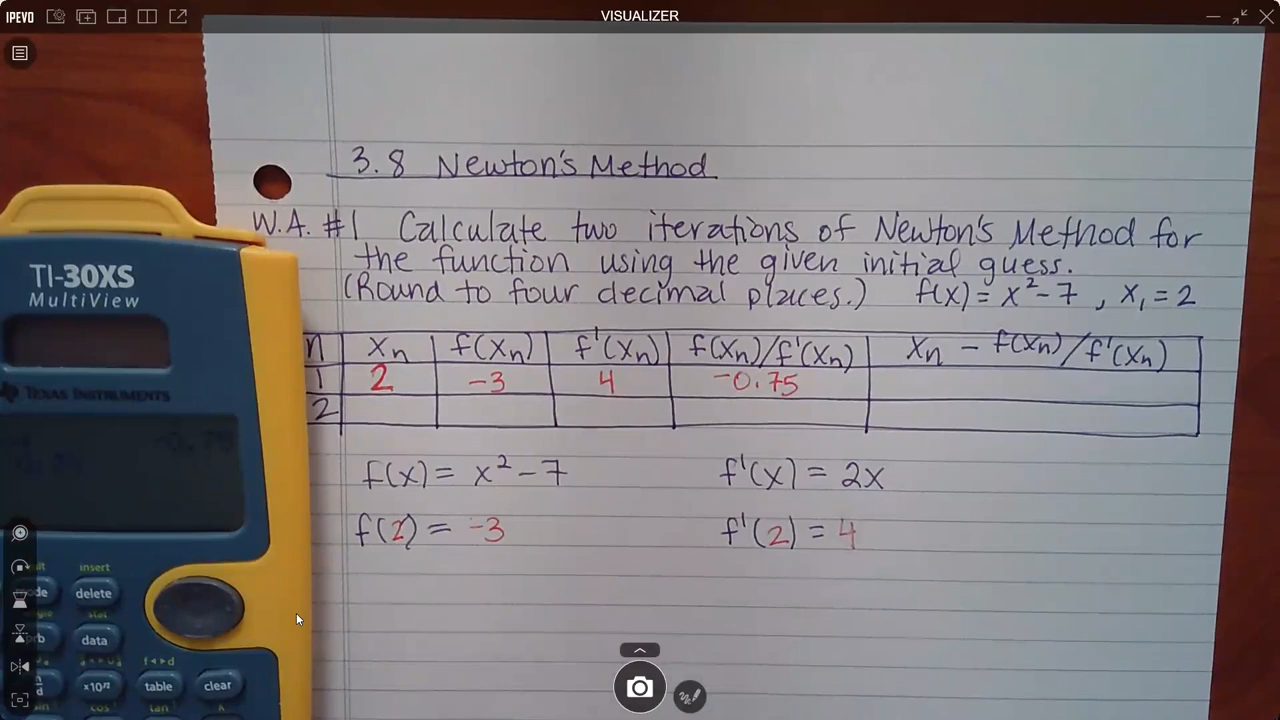 IPEVO
VISUALIZER
3.8 Newton's Method
W.A. #1 Calculate two iterations of Newton's Method for
the function using the given initial guess.
(Round to four decimal places.) f(x) = x²-7 , x₁ = 2
n xₙ f(xₙ) f'(xₙ) f(xₙ)/f'(xₙ) xₙ - f(xₙ)/f'(xₙ)
1 2 -3 4 -0.75
2
f(x) = x²-7 f'(x) = 2x
f(2) = -3 f'(2) = 4
TI-30XS
MultiView
TEXAS INSTRUMENTS
insert
delete
stat
data
f◄►d
x10ⁿ table clear